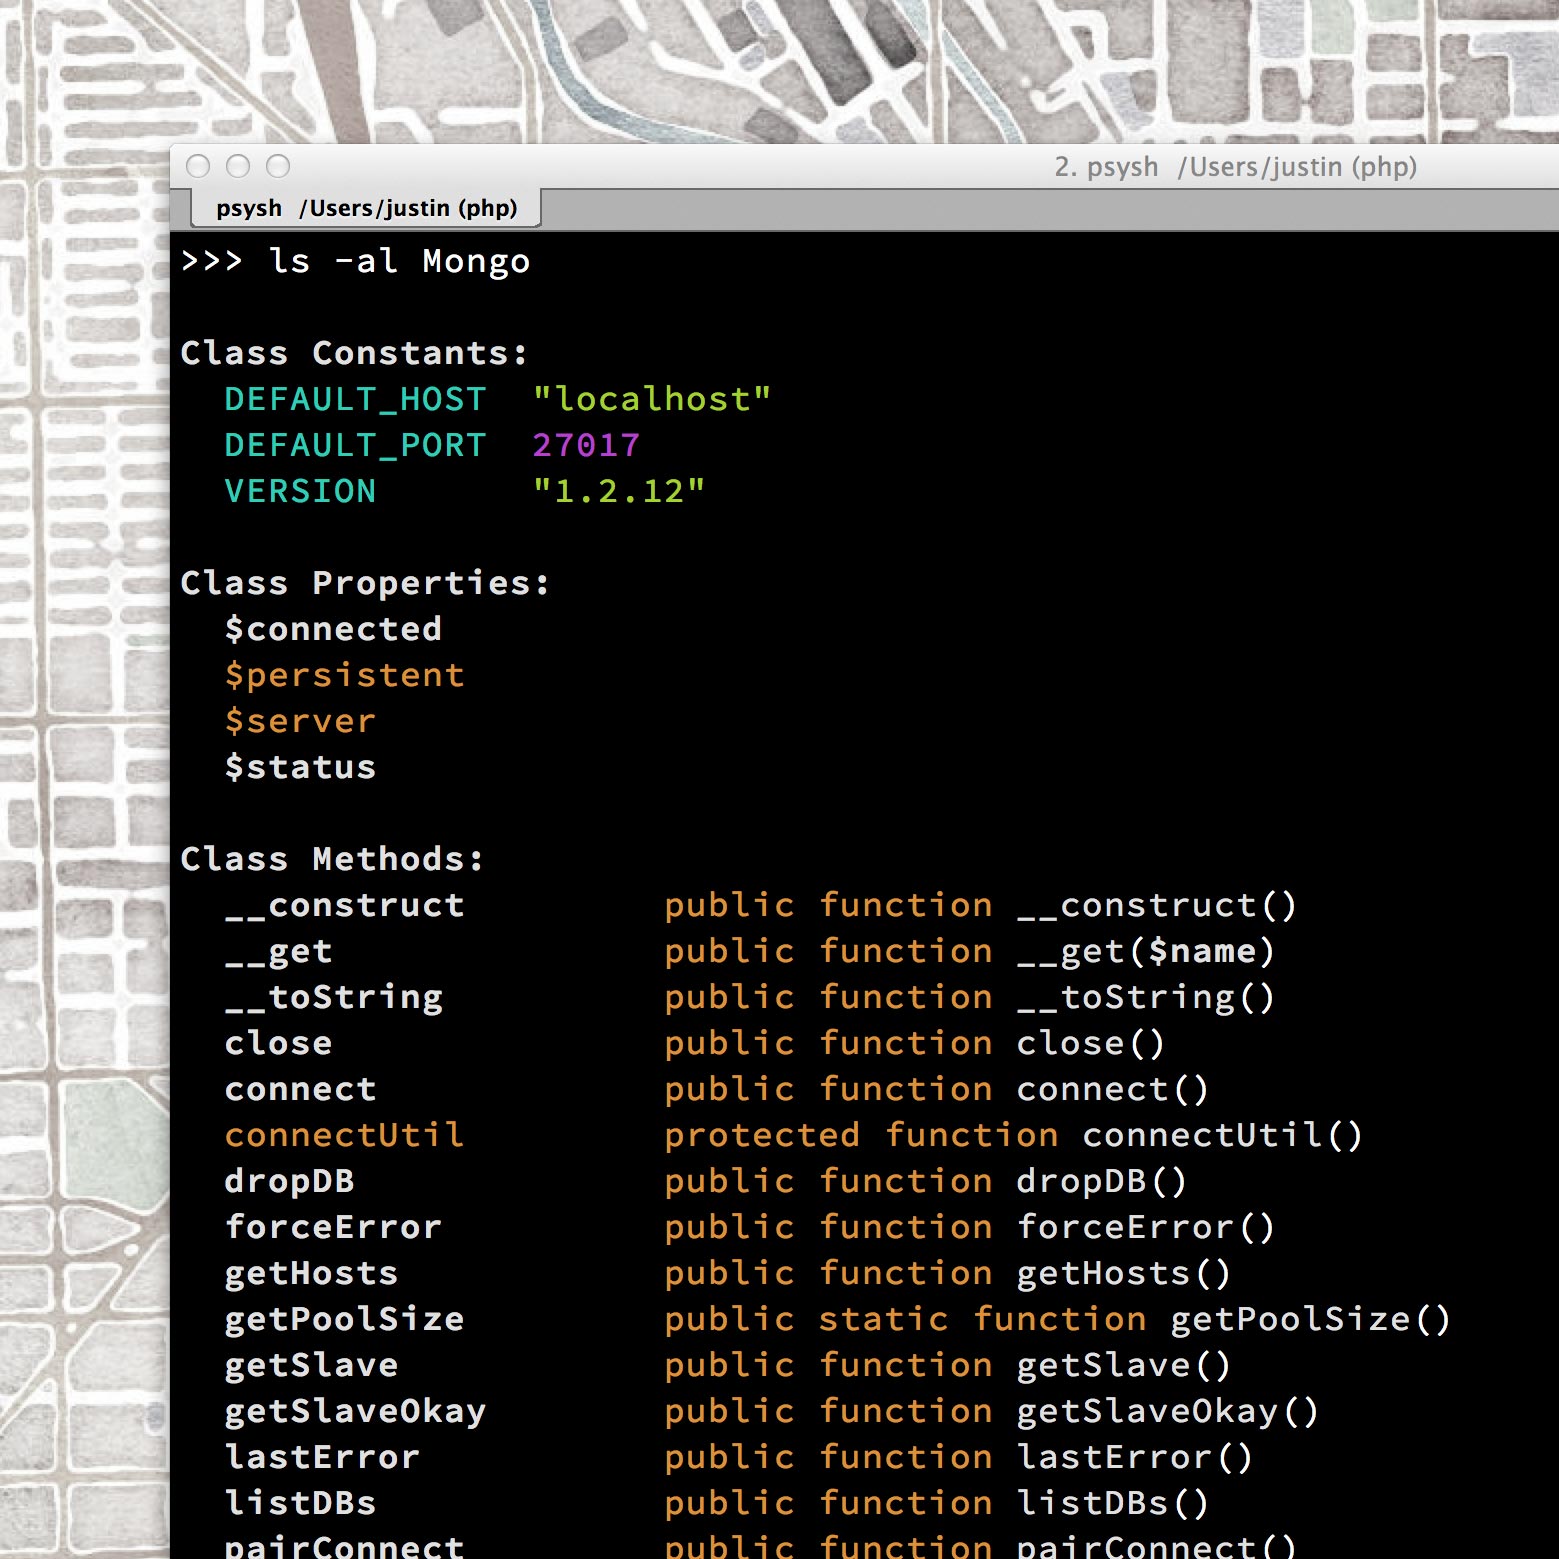 2. psysh /Users/justin (php)
psysh /Users/justin (php)
>>> ls -al Mongo
Class Constants:
DEFAULT_HOST "localhost"
DEFAULT_PORT 27017
VERSION "1.2.12"
Class Properties:
$connected
$persistent
$server
$status
Class Methods:
__construct public function __construct()
__get public function __get($name)
__toString public function __toString()
close public function close()
connect public function connect()
connectUtil protected function connectUtil()
dropDB public function dropDB()
forceError public function forceError()
getHosts public function getHosts()
getPoolSize public static function getPoolSize()
getSlave public function getSlave()
getSlaveOkay public function getSlaveOkay()
lastError public function lastError()
listDBs public function listDBs()
pairConnect public function pairConnect()